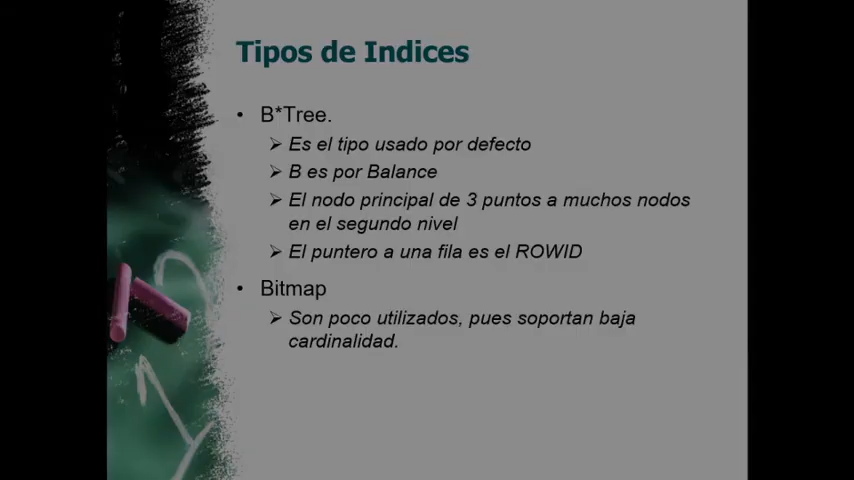 Tipos de Indices
• B*Tree.
➢ Es el tipo usado por defecto
➢ B es por Balance
➢ El nodo principal de 3 puntos a muchos nodos
en el segundo nivel
➢ El puntero a una fila es el ROWID
• Bitmap
➢ Son poco utilizados, pues soportan baja
cardinalidad.